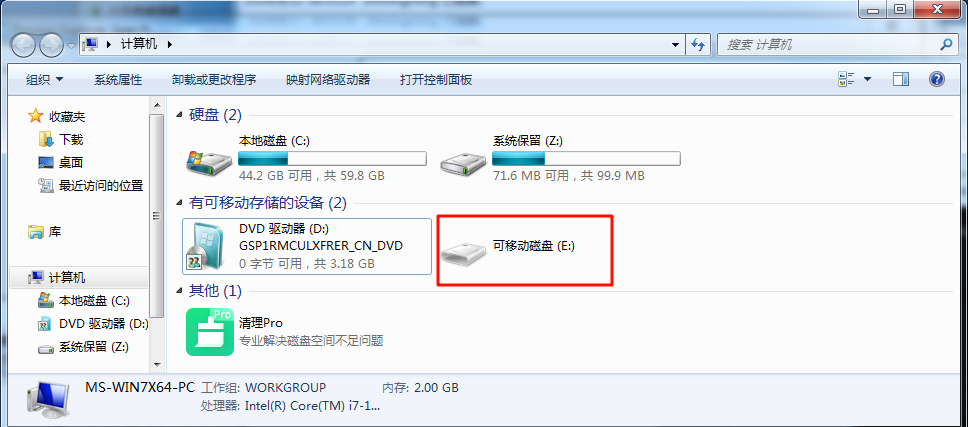 计算机
搜索 计算机
组织 系统属性 卸载或更改程序 映射网络驱动器 打开控制面板
收藏夹
下载
桌面
最近访问的位置
库
计算机
本地磁盘 (C:)
DVD 驱动器 (D:)
系统保留 (Z:)
硬盘 (2)
本地磁盘 (C:)
44.2 GB 可用，共 59.8 GB
系统保留 (Z:)
71.6 MB 可用，共 99.9 MB
有可移动存储的设备 (2)
DVD 驱动器 (D:)
GSP1RMCULXFRER_CN_DVD
0 字节 可用，共 3.18 GB
可移动磁盘 (E:)
其他 (1)
Pro
清理Pro
专业解决磁盘空间不足问题
MS-WIN7X64-PC 工作组: WORKGROUP 内存: 2.00 GB
处理器: Intel(R) Core(TM) i7-1...